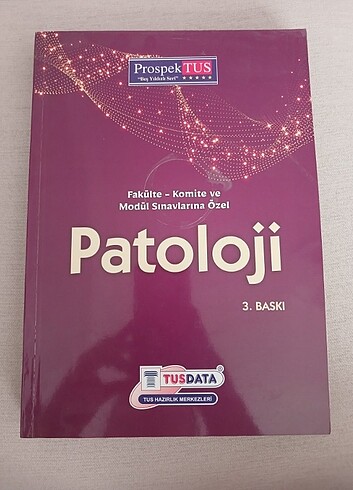 ProspekTUS
"Beş Yıldızlı Seri" ★★★★★
Fakülte - Komite ve
Modül Sınavlarına Özel
Patoloji
3. BASKI
TUSDATA
TUS HAZIRLIK MERKEZLERİ